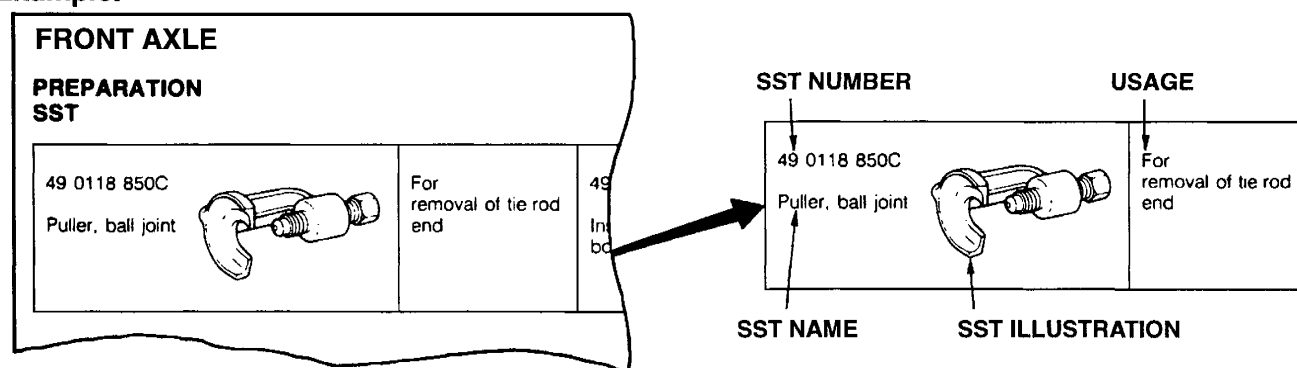 FRONT AXLE
PREPARATION
SST
49 0118 850C
Puller, ball joint
For
removal of tie rod
end
49
SST NUMBER
USAGE
49 0118 850C
Puller, ball joint
For
removal of tie rod
end
SST NAME
SST ILLUSTRATION